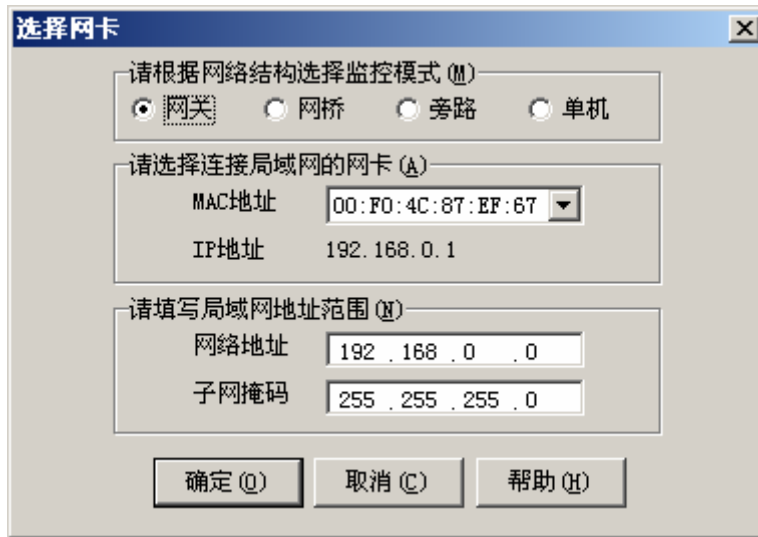 选择网卡
请根据网络结构选择监控模式(M)
网关 网桥 旁路 单机
请选择连接局域网的网卡(A)
MAC地址 00:F0:4C:87:EF:67
IP地址 192.168.0.1
请填写局域网地址范围(N)
网络地址 192 .168 .0 .0
子网掩码 255 .255 .255 .0
确定(O) 取消(C) 帮助(H)